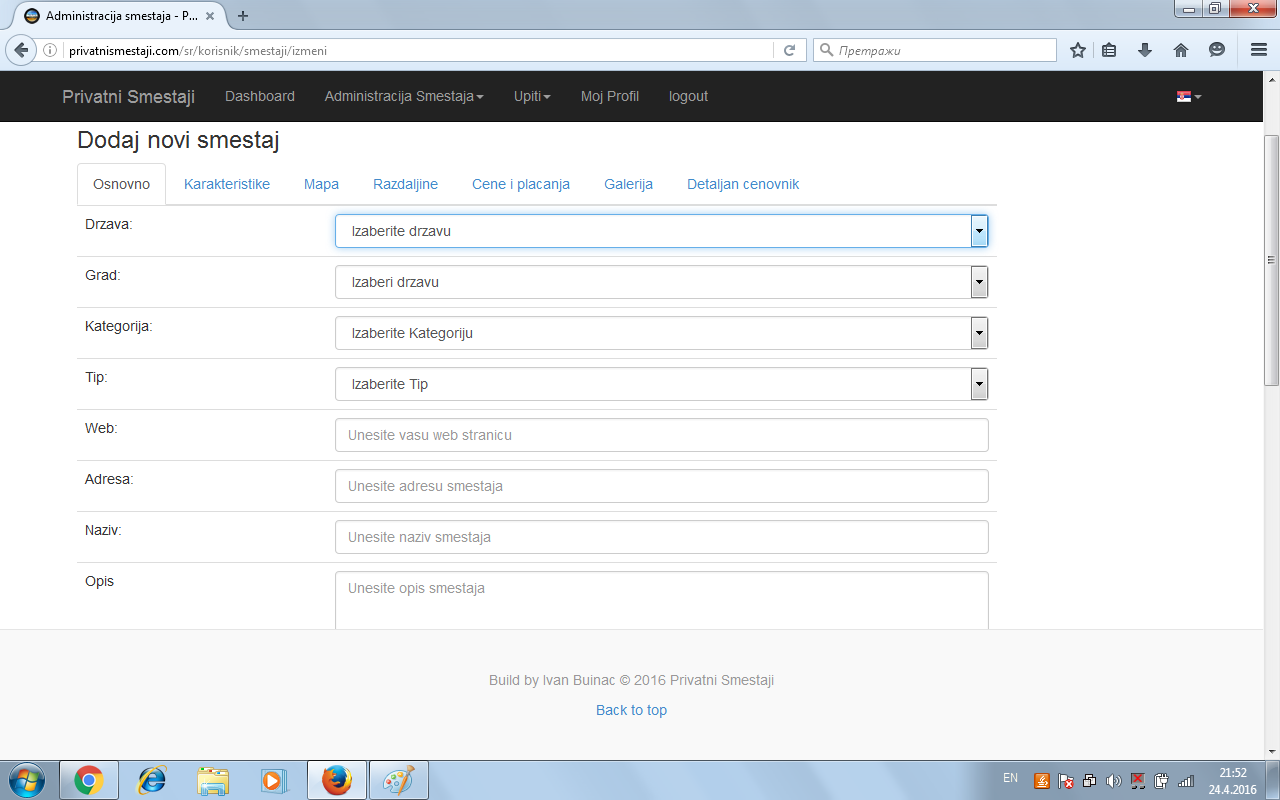 Administracija smestaja - P...
privatnismestaji.com/sr/korisnik/smestaji/izmeni
Претражи
Privatni Smestaji Dashboard Administracija Smestaja Upiti Moj Profil logout
Dodaj novi smestaj
Osnovno Karakteristike Mapa Razdaljine Cene i placanja Galerija Detaljan cenovnik
Drzava: Izaberite drzavu
Grad: Izaberi drzavu
Kategorija: Izaberite Kategoriju
Tip: Izaberite Tip
Web: Unesite vasu web stranicu
Adresa: Unesite adresu smestaja
Naziv: Unesite naziv smestaja
Opis Unesite opis smestaja
Build by Ivan Buinac © 2016 Privatni Smestaji
Back to top
EN
21:52
24.4.2016